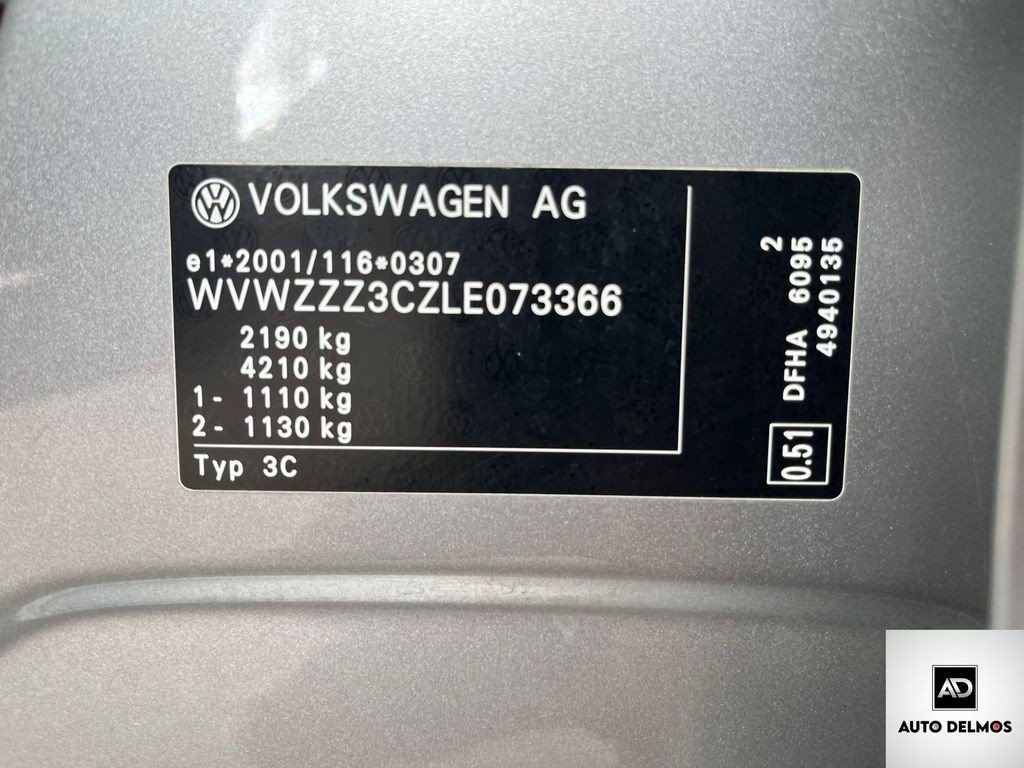 VOLKSWAGEN AG
e1*2001/116*0307
WVWZZZ3CZLE073366
2190 kg
4210 kg
1- 1110 kg
2- 1130 kg
Typ 3C
0.51
DFHA 6095 2
4940135
AD
AUTO DELMOS